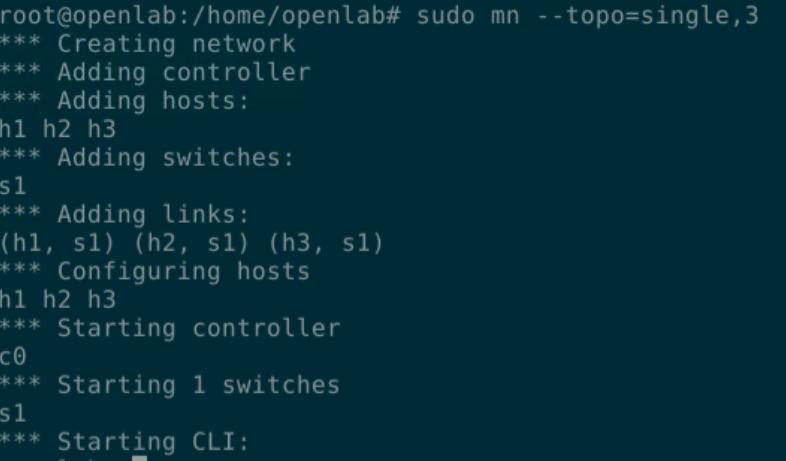 root@openlab:/home/openlab# sudo mn --topo=single,3
*** Creating network
*** Adding controller
*** Adding hosts:
h1 h2 h3
*** Adding switches:
s1
*** Adding links:
(h1, s1) (h2, s1) (h3, s1)
*** Configuring hosts
h1 h2 h3
*** Starting controller
c0
*** Starting 1 switches
s1
*** Starting CLI: